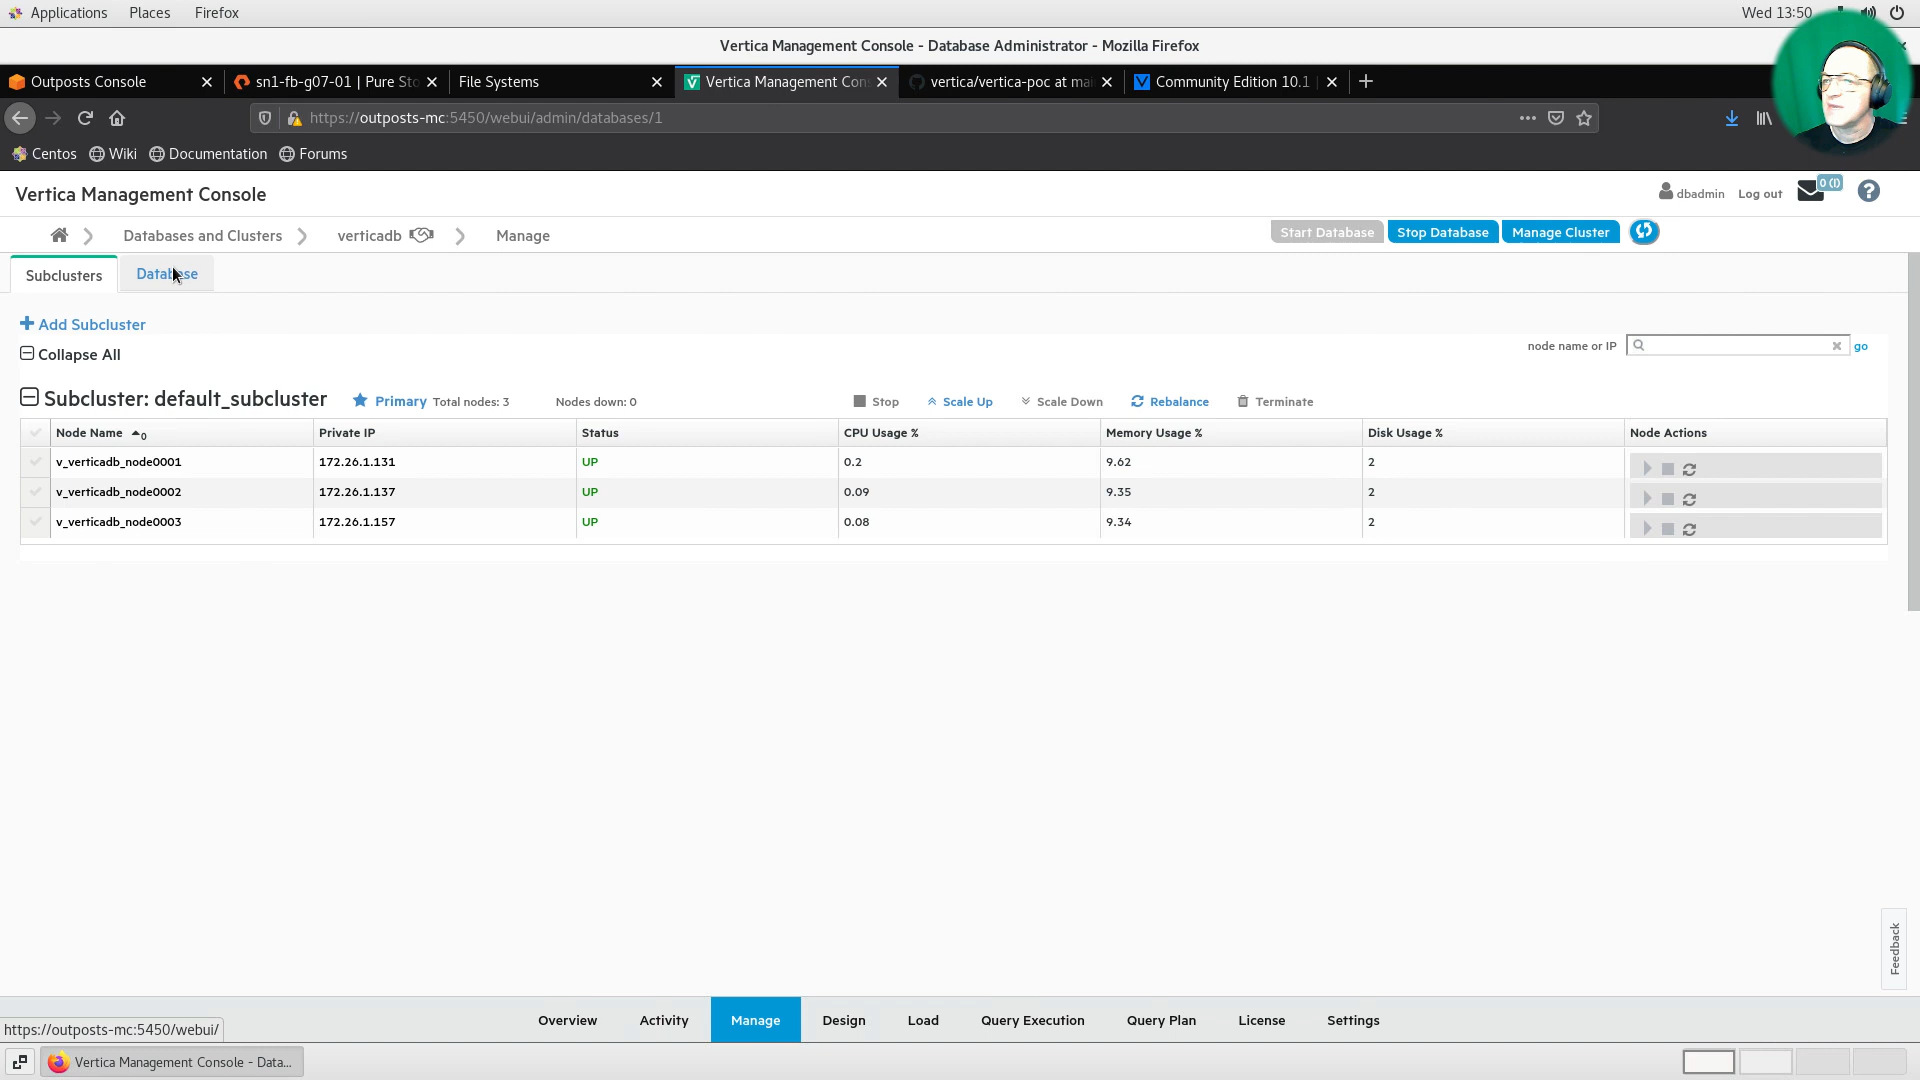 Applications Places Firefox Wed 13:50
Vertica Management Console - Database Administrator - Mozilla Firefox
Outposts Console sn1-fb-g07-01 | Pure Sto File Systems Vertica Management Con vertica/vertica-poc at mai Community Edition 10.1
https://outposts-mc:5450/webui/admin/databases/1
Centos Wiki Documentation Forums
Vertica Management Console dbadmin Log out 0 (!)
Databases and Clusters verticadb Manage Start Database Stop Database Manage Cluster
Subclusters Database
Add Subcluster
Collapse All node name or IP go
Subcluster: default_subcluster Primary Total nodes: 3 Nodes down: 0 Stop Scale Up Scale Down Rebalance Terminate
Node Name 0 Private IP Status CPU Usage % Memory Usage % Disk Usage % Node Actions
v_verticadb_node0001 172.26.1.131 UP 0.2 9.62 2
v_verticadb_node0002 172.26.1.137 UP 0.09 9.35 2
v_verticadb_node0003 172.26.1.157 UP 0.08 9.34 2
Feedback
Overview Activity Manage Design Load Query Execution Query Plan License Settings
https://outposts-mc:5450/webui/
Vertica Management Console - Data...